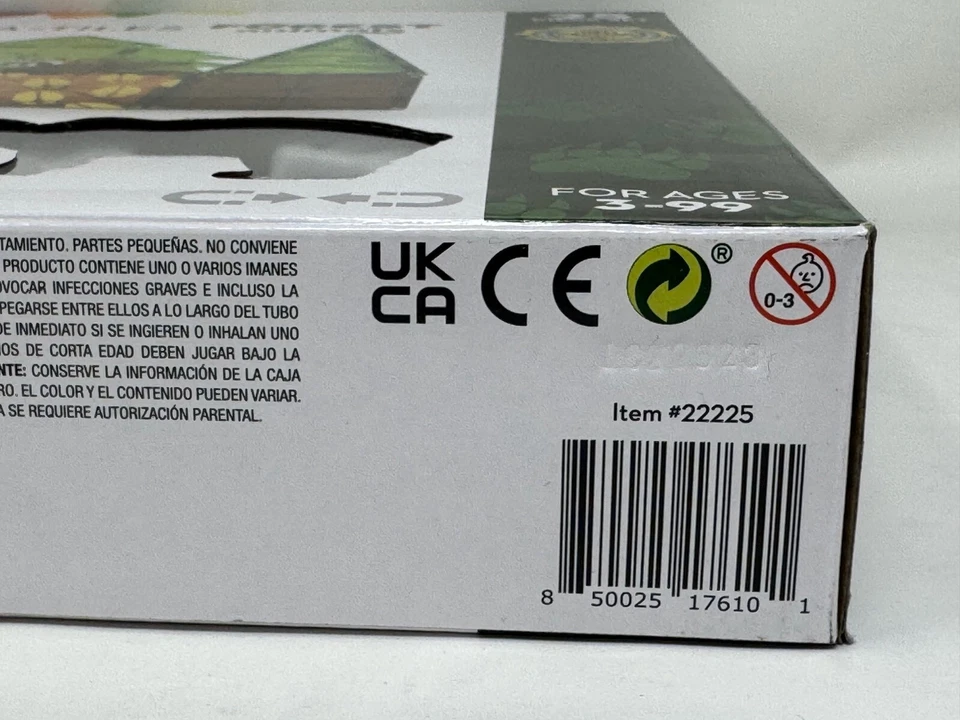 FOREST
FOR AGES
3-99
TAMIENTO. PARTES PEQUEÑAS. NO CONVIENE
PRODUCTO CONTIENE UNO O VARIOS IMANES
VOCAR INFECCIONES GRAVES E INCLUSO LA
PEGARSE ENTRE ELLOS A LO LARGO DEL TUBO
DE INMEDIATO SI SE INGIEREN O INHALAN UNO
OS DE CORTA EDAD DEBEN JUGAR BAJO LA
NTE: CONSERVE LA INFORMACIÓN DE LA CAJA
RO. EL COLOR Y EL CONTENIDO PUEDEN VARIAR.
A SE REQUIERE AUTORIZACIÓN PARENTAL.
UK
CA
CE
®
0-3
Item #22225
8 50025 17610 1